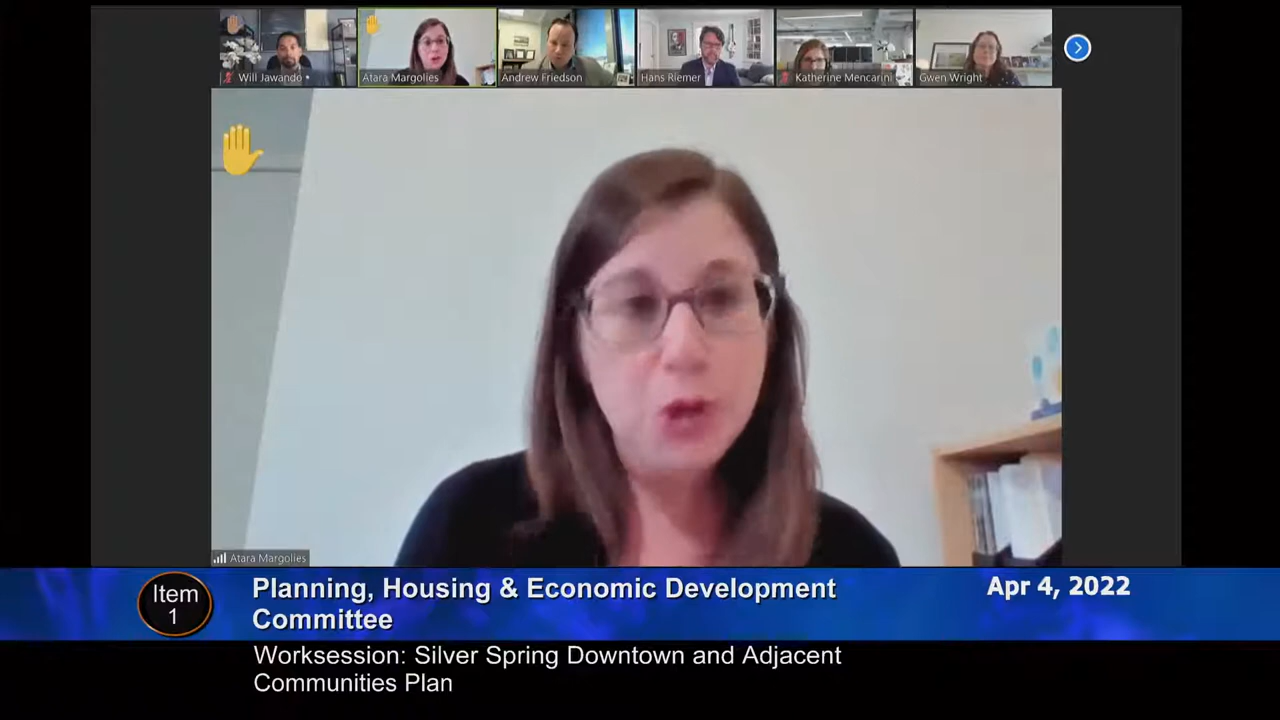 Will Jawando
Atara Margolies
Andrew Friedson
Hans Riemer
Katherine Mencarini
Gwen Wright
Atara Margolies
Item
1
Planning, Housing & Economic Development
Committee
Apr 4, 2022
Worksession: Silver Spring Downtown and Adjacent
Communities Plan